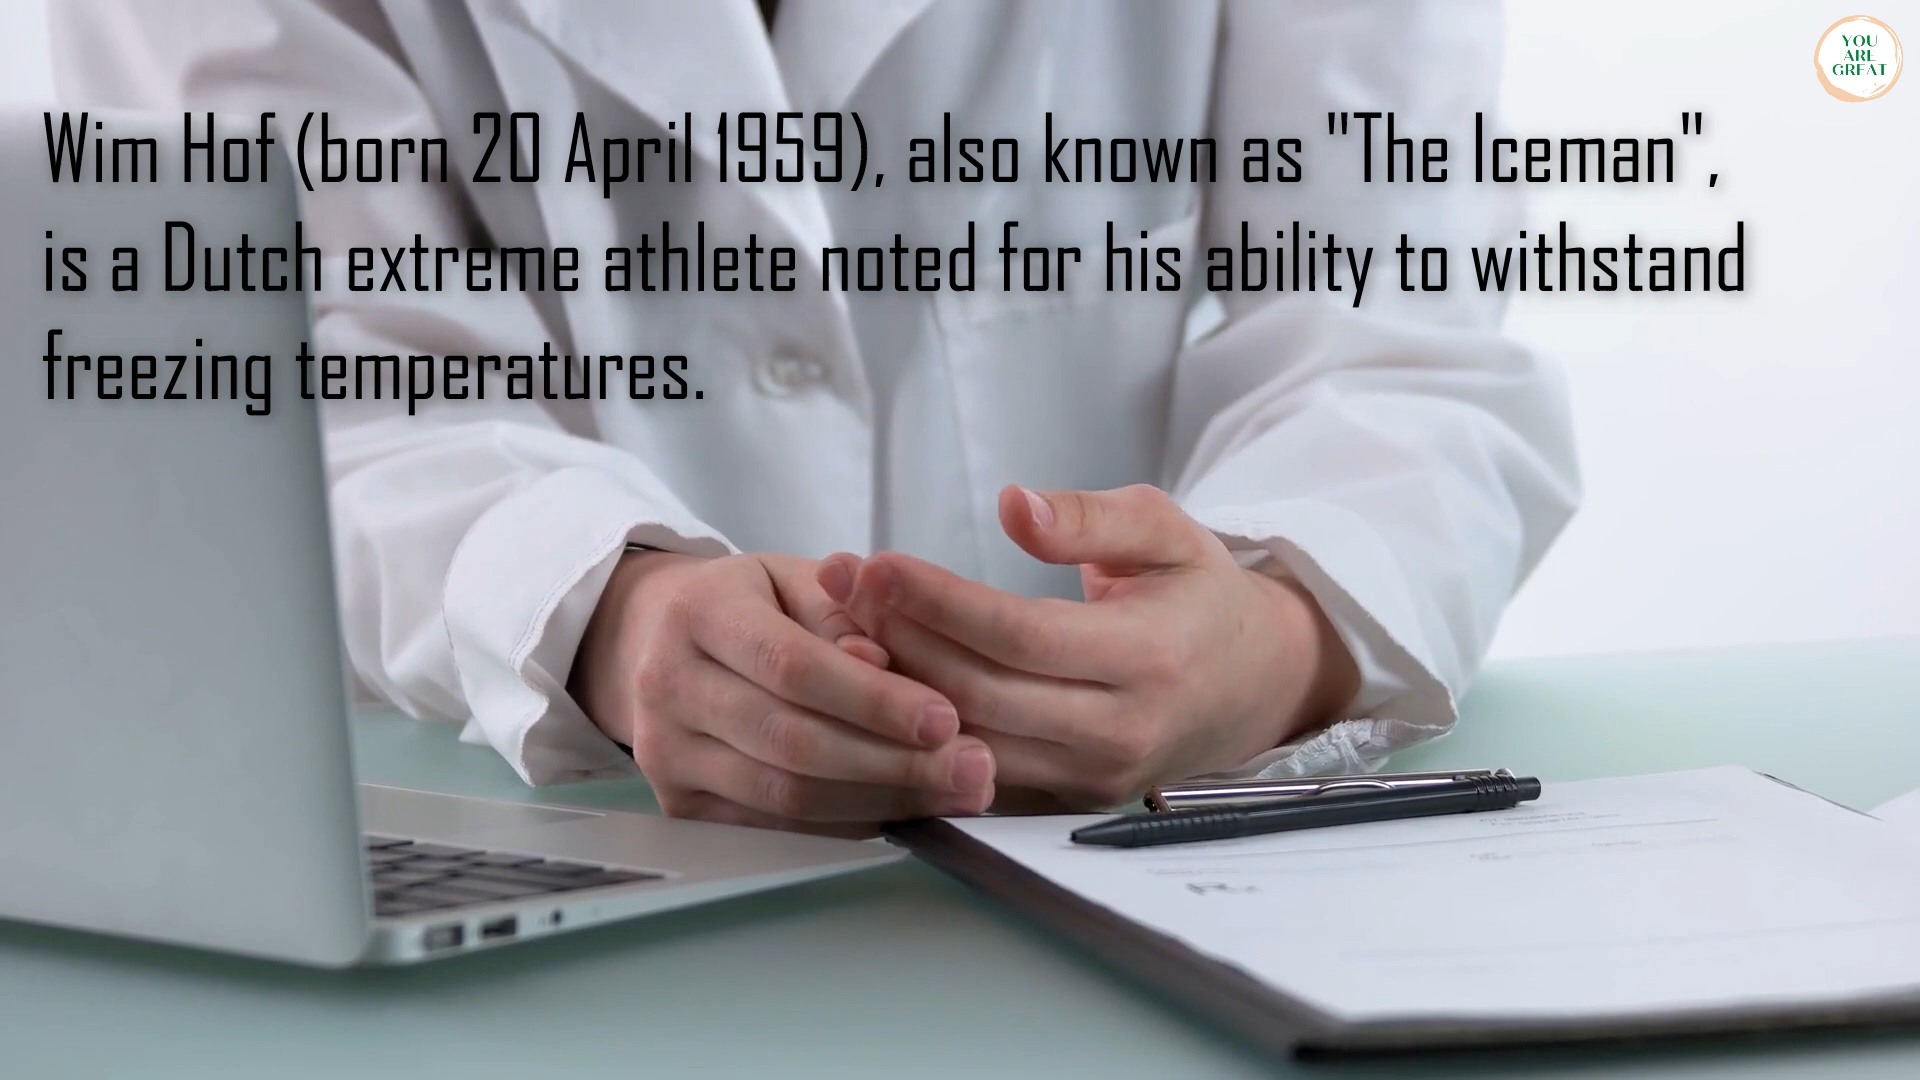 YOU
ARE
GREAT
Wim Hof (born 20 April 1959), also known as "The Iceman",
is a Dutch extreme athlete noted for his ability to withstand
freezing temperatures.